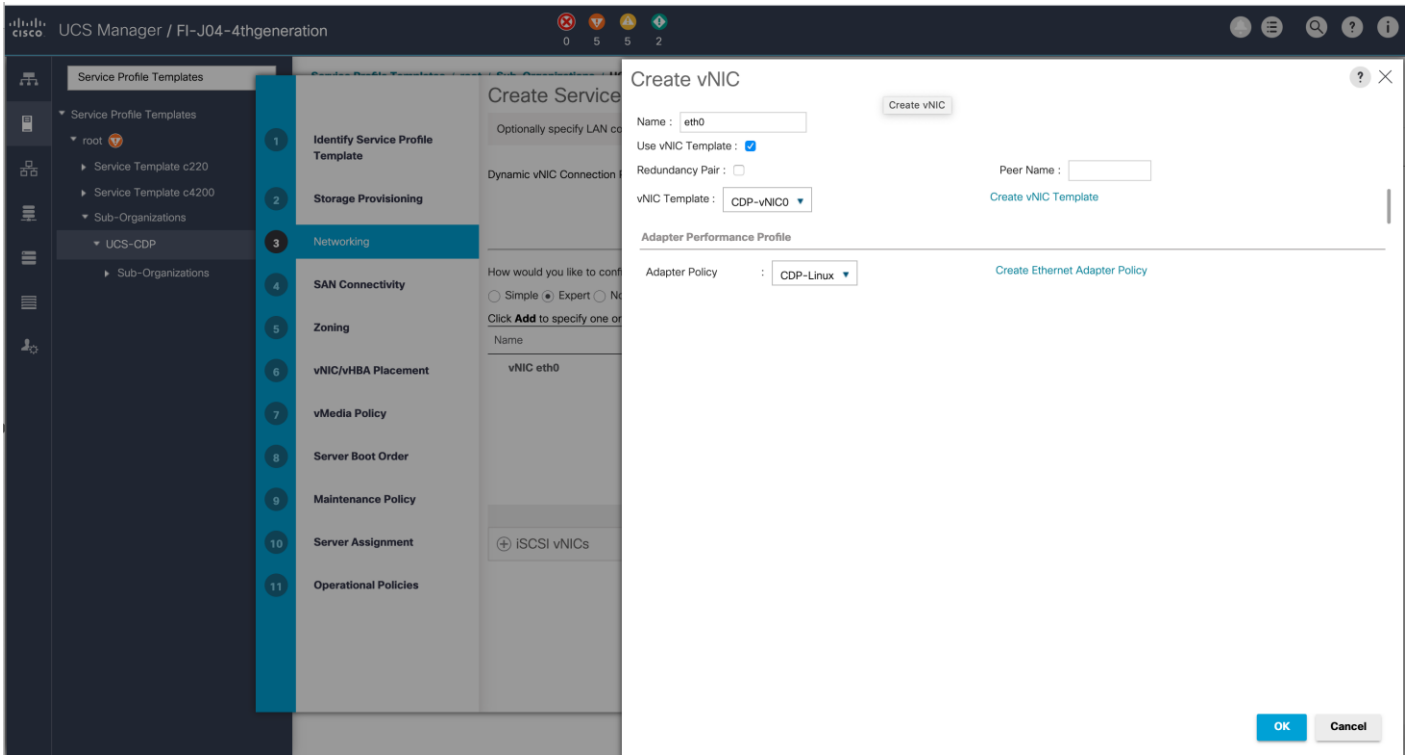 cisco
UCS Manager / FI-J04-4thgeneration
0 5 5 2
Service Profile Templates
Service Profile Templates
root
Service Template c220
Service Template c4200
Sub-Organizations
UCS-CDP
Sub-Organizations
1 Identify Service Profile
Template
2 Storage Provisioning
3 Networking
4 SAN Connectivity
5 Zoning
6 vNIC/vHBA Placement
7 vMedia Policy
8 Server Boot Order
9 Maintenance Policy
10 Server Assignment
11 Operational Policies
Create Service
Optionally specify LAN co
Dynamic vNIC Connection
How would you like to conf
Simple Expert No
Click Add to specify one or
Name
vNIC eth0
iSCSI vNICs
Create vNIC
Create vNIC
Name : eth0
Use vNIC Template :
Redundancy Pair : Peer Name :
vNIC Template : CDP-vNIC0 Create vNIC Template
Adapter Performance Profile
Adapter Policy : CDP-Linux Create Ethernet Adapter Policy
OK Cancel